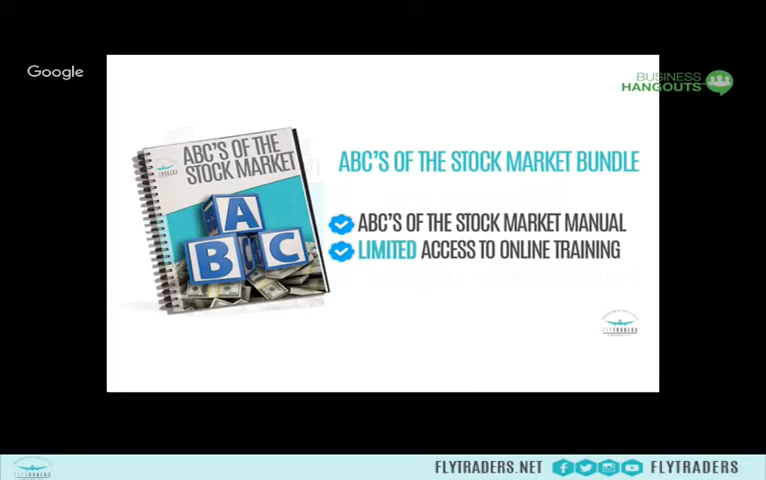 Google
BUSINESS
HANGOUTS
ABC'S OF THE
STOCK MARKET
A
B C
ABC'S OF THE STOCK MARKET BUNDLE
ABC'S OF THE STOCK MARKET MANUAL
LIMITED ACCESS TO ONLINE TRAINING
FLYTRADERS
FLYTRADERS.NET
FLYTRADERS